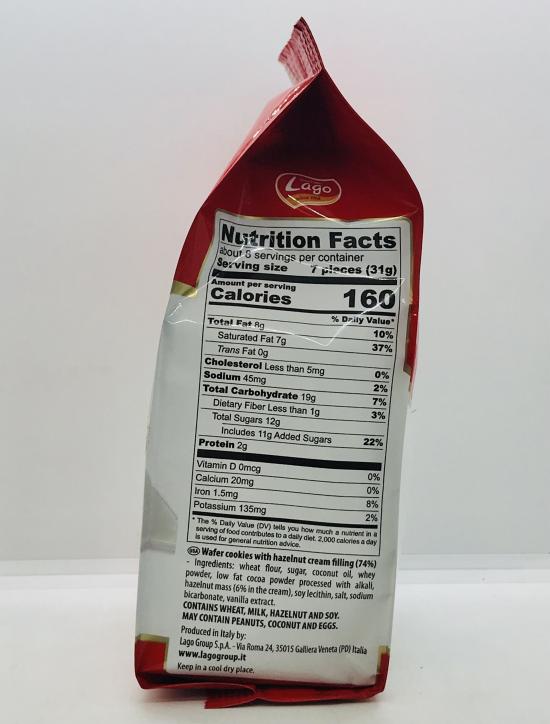 Lago
Nutrition Facts
about 8 servings per container
Serving size 7 pieces (31g)
Amount per serving
Calories 160
% Daily Value*
Total Fat 8g 10%
Saturated Fat 7g 37%
Trans Fat 0g
Cholesterol Less than 5mg 0%
Sodium 45mg 2%
Total Carbohydrate 19g 7%
Dietary Fiber Less than 1g 3%
Total Sugars 12g
Includes 11g Added Sugars 22%
Protein 2g
Vitamin D 0mcg 0%
Calcium 20mg 0%
Iron 1.5mg 8%
Potassium 135mg 2%
* The % Daily Value (DV) tells you how much a nutrient in a
serving of food contributes to a daily diet. 2,000 calories a day
is used for general nutrition advice.
USA Wafer cookies with hazelnut cream filling (74%)
- Ingredients: wheat flour, sugar, coconut oil, whey
powder, low fat cocoa powder processed with alkali,
hazelnut mass (6% in the cream), soy lecithin, salt, sodium
bicarbonate, vanilla extract.
CONTAINS WHEAT, MILK, HAZELNUT AND SOY.
MAY CONTAIN PEANUTS, COCONUT AND EGGS.
Produced in Italy by:
Lago Group S.p.A. - Via Roma 24, 35015 Galliera Veneta (PD) Italia
www.lagogroup.it
Keep in a cool dry place.